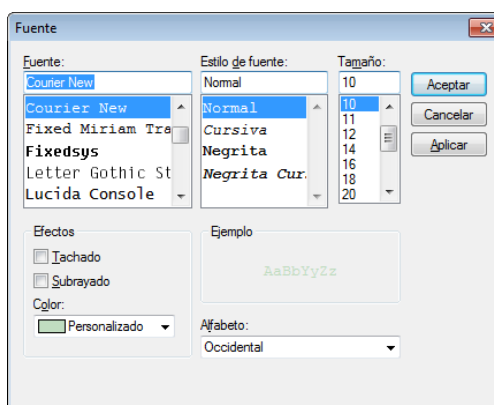 Fuente
Fuente:
Courier New
Courier New
Fixed Miriam Tra
Fixedsys
Letter Gothic St
Lucida Console
Estilo de fuente:
Normal
Normal
Cursiva
Negrita
Negrita Cur.
Tamaño:
10
10
11
12
14
16
18
20
Aceptar
Cancelar
Aplicar
Efectos
Tachado
Subrayado
Color:
Personalizado
Ejemplo
AaBbYyZz
Alfabeto:
Occidental